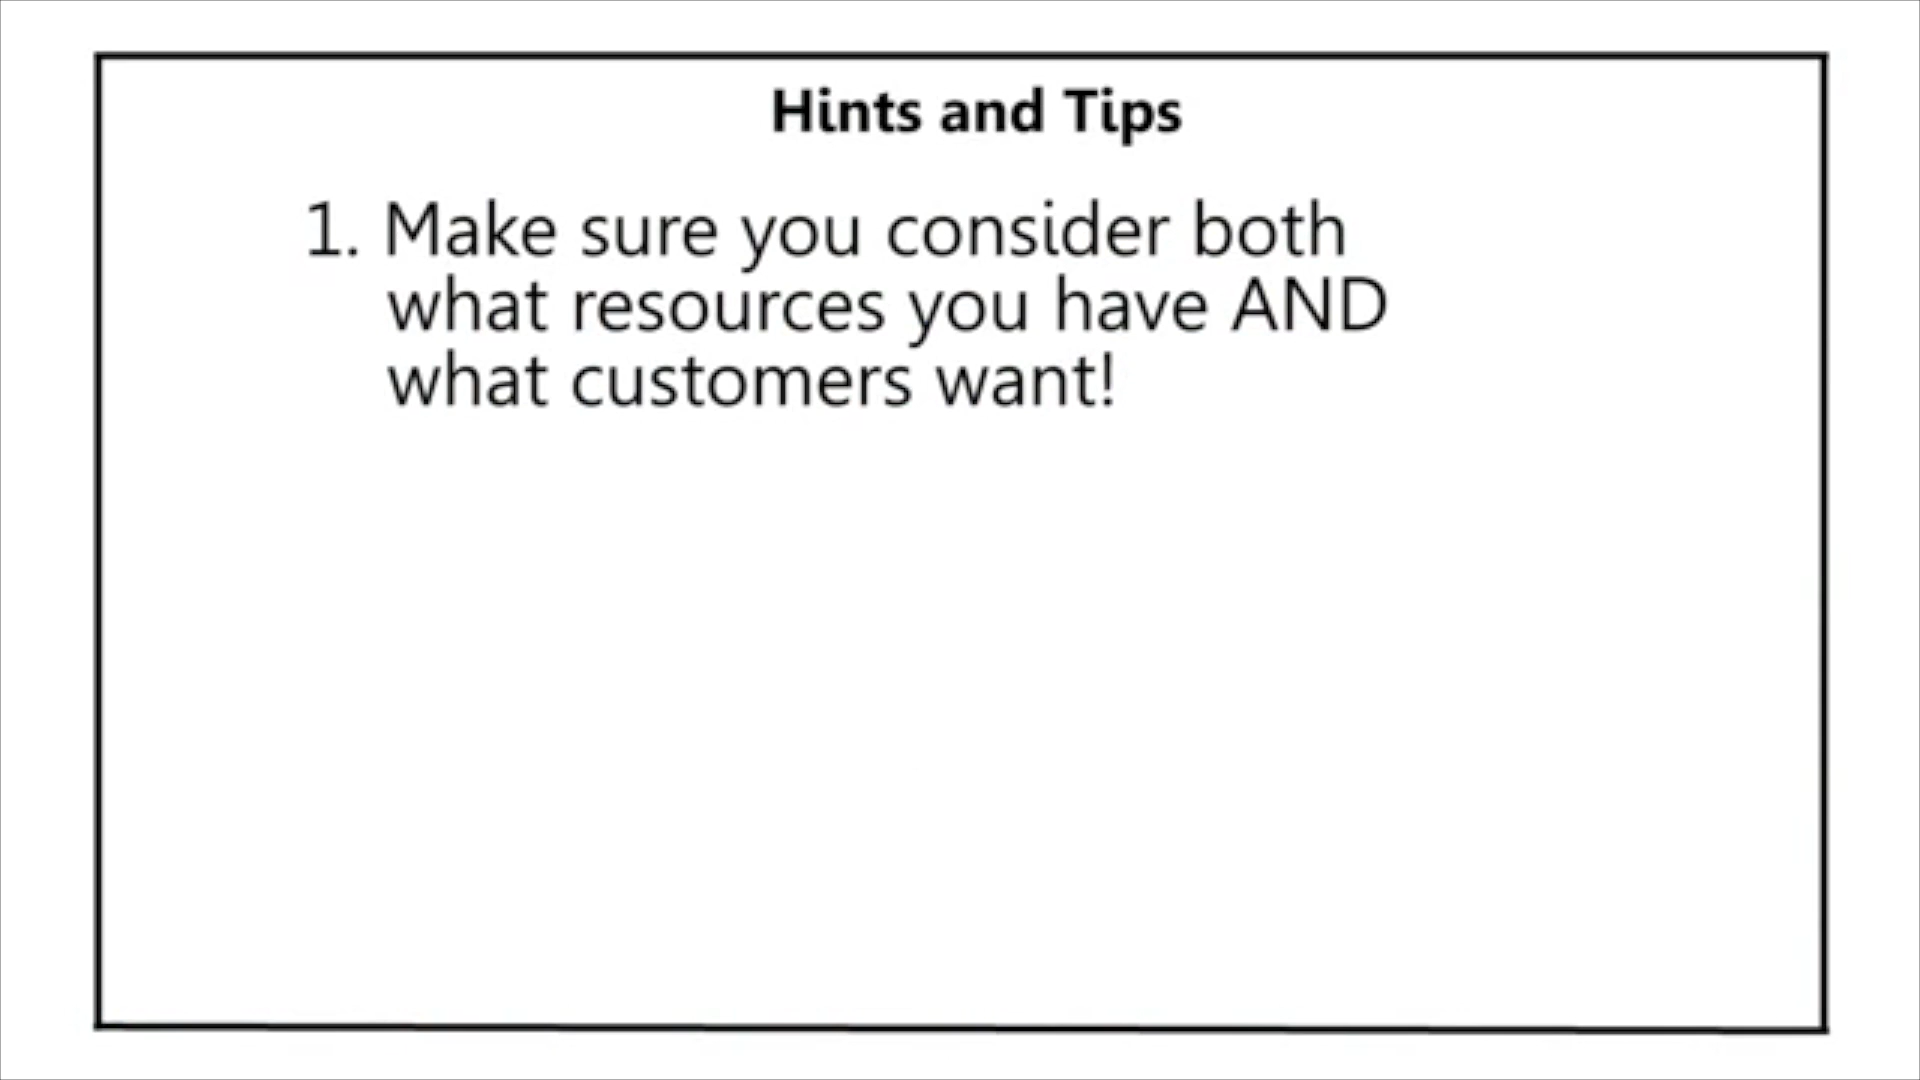 Hints and Tips
1. Make sure you consider both
what resources you have AND
what customers want!